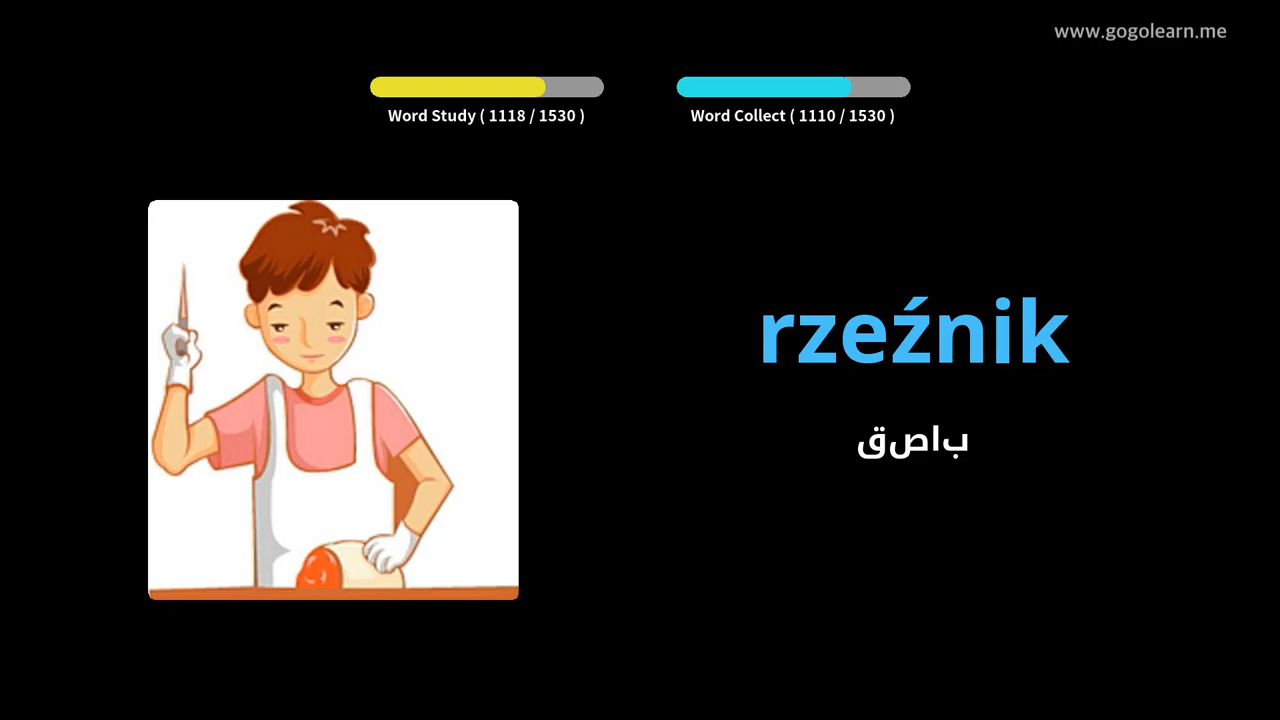 www.gogolearn.me
Word Study ( 1118 / 1530 )
Word Collect ( 1110 / 1530 )
rzeźnik
باصق